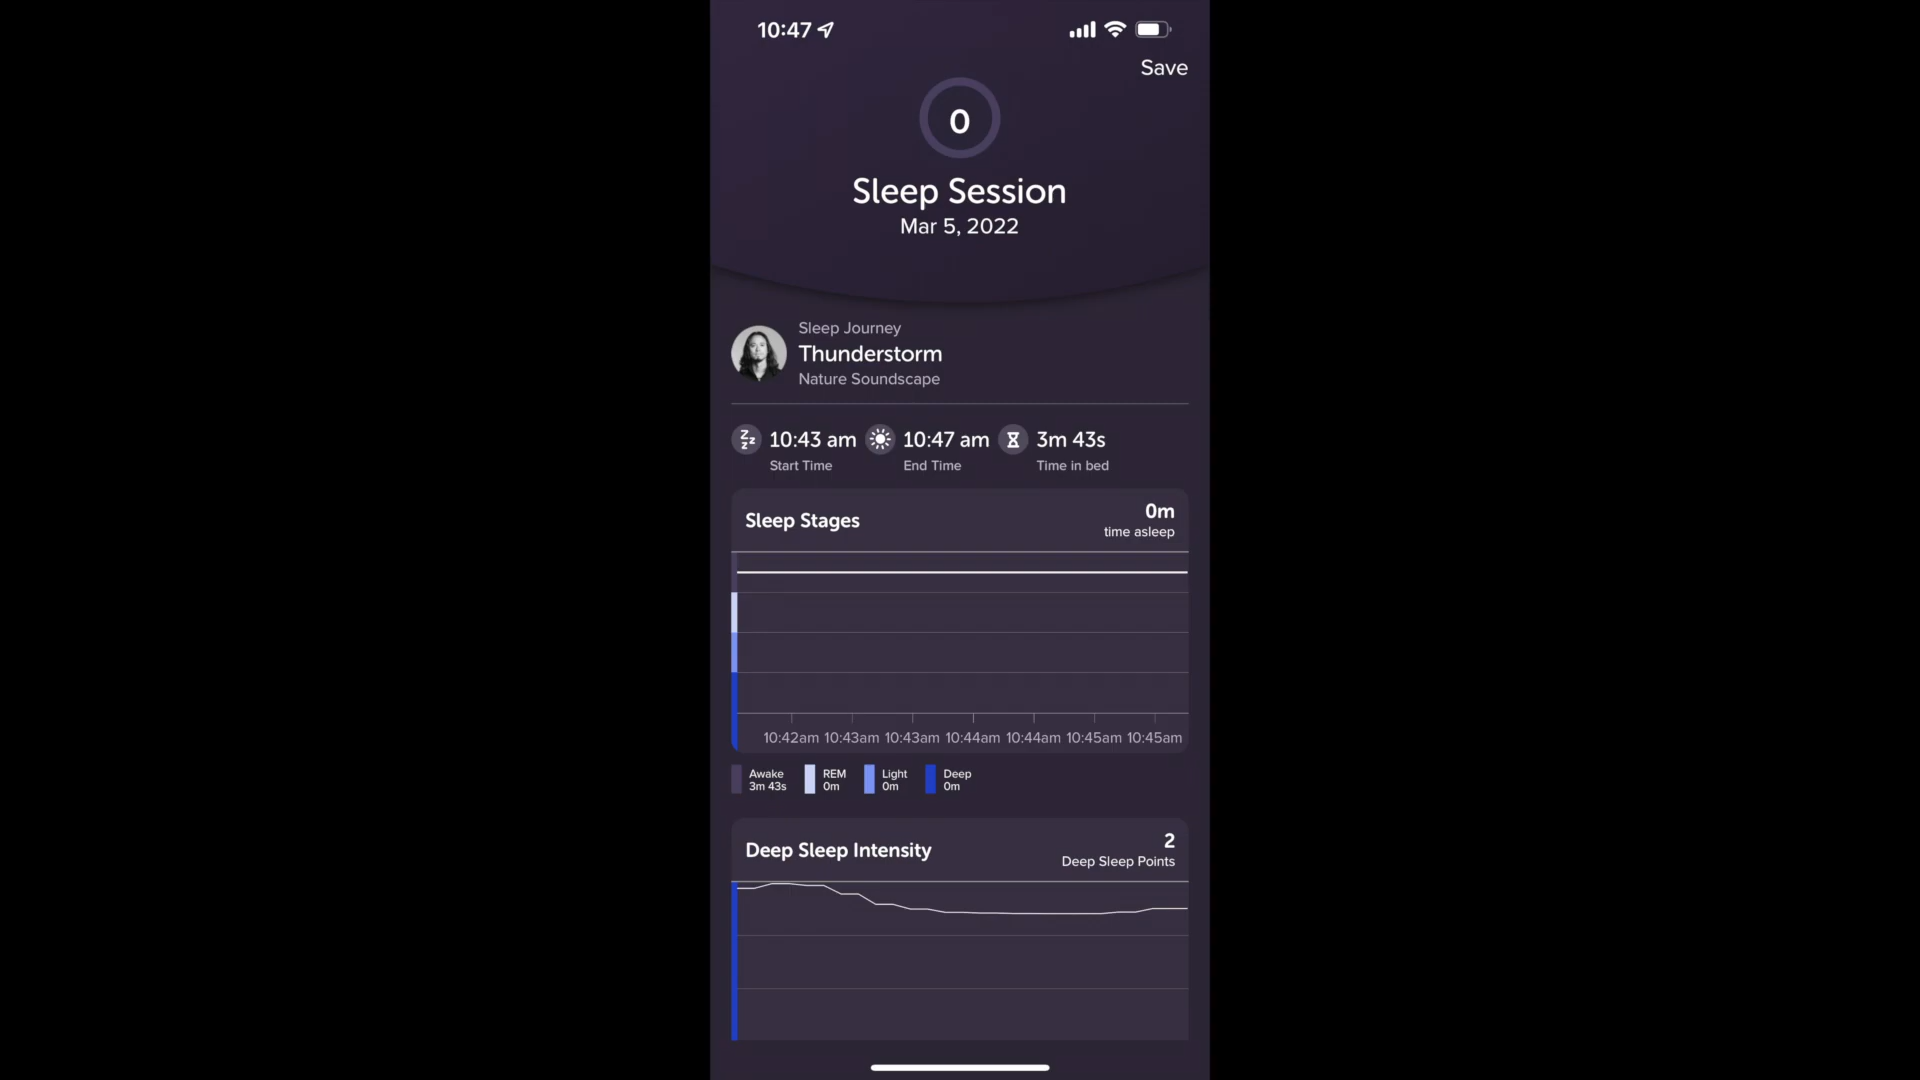 10:47
Save
0
Sleep Session
Mar 5, 2022
Sleep Journey
Thunderstorm
Nature Soundscape
10:43 am 10:47 am 3m 43s
Start Time End Time Time in bed
Sleep Stages
0m
time asleep
10:42am 10:43am 10:43am 10:44am 10:44am 10:45am 10:45am
Awake REM Light Deep
3m 43s 0m 0m 0m
Deep Sleep Intensity
2
Deep Sleep Points